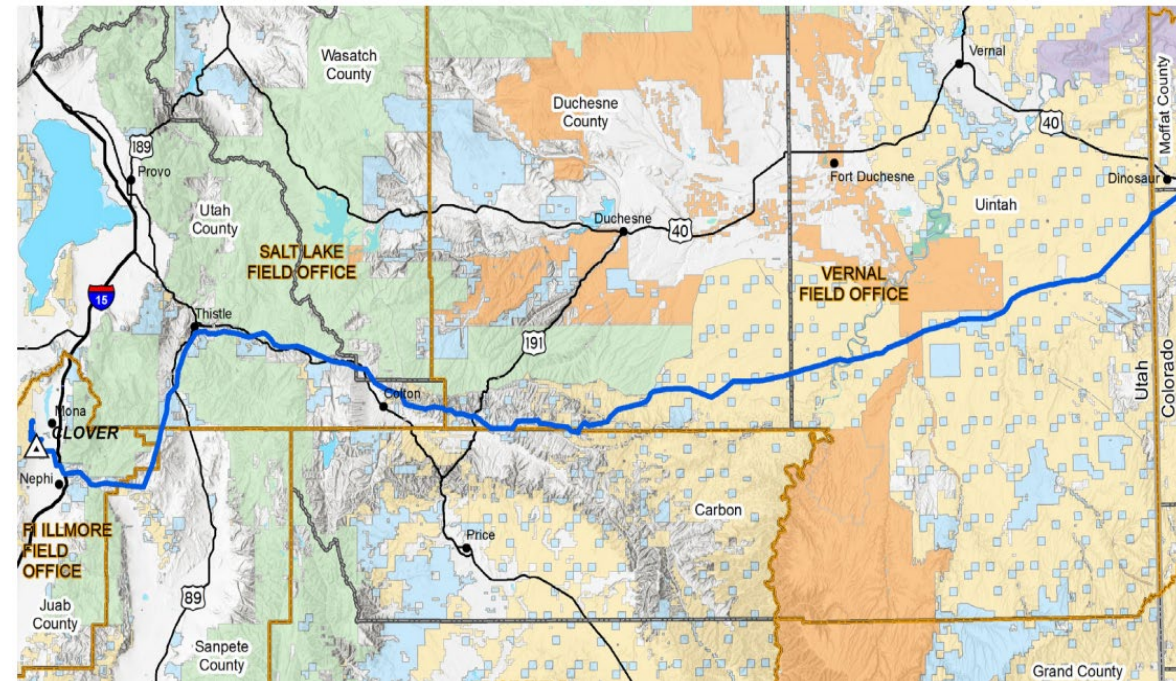 Wasatch
County
Duchesne
County
Vernal
Moffat County
40
189
Provo
Fort Duchesne
Dinosaur
Utah
County
Duchesne
40
Uintah
SALT LAKE
FIELD OFFICE
VERNAL
FIELD OFFICE
15
Thistle
191
Utah
Colorado
Colton
Mona
CLOVER
Nephi
Carbon
FILLMORE
FIELD
OFFICE
Price
89
Juab
County
Sanpete
County
Grand County